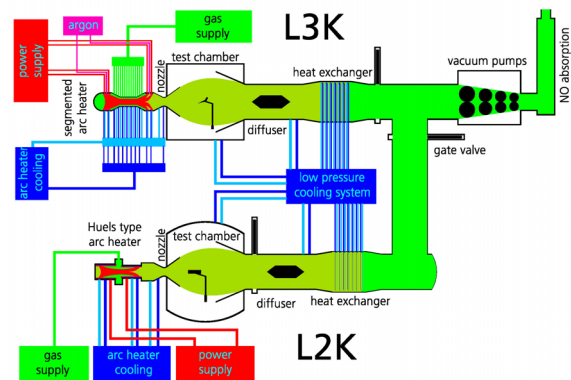 L3K
gas
supply
argon
power
supply
nozzle
test chamber
segmented
arc heater
heat exchanger
vacuum pumps
NO absorption
diffuser
gate valve
arc heater
cooling
low pressure
cooling system
Huels type
arc heater
nozzle
test chamber
diffuser
heat exchanger
gas
supply
arc heater
cooling
power
supply
L2K